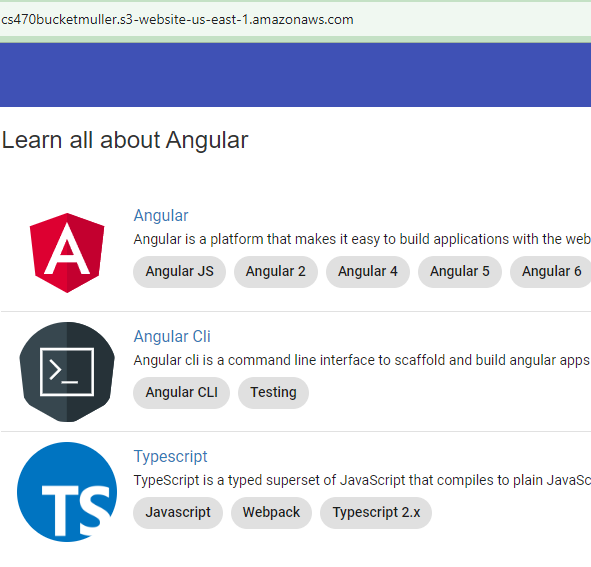 cs470bucketmuller.s3-website-us-east-1.amazonaws.com
Learn all about Angular
A
Angular
Angular is a platform that makes it easy to build applications with the web
Angular JS Angular 2 Angular 4 Angular 5 Angular 6
>_
Angular Cli
Angular cli is a command line interface to scaffold and build angular apps
Angular CLI Testing
TS
Typescript
TypeScript is a typed superset of JavaScript that compiles to plain JavaSc
Javascript Webpack Typescript 2.x